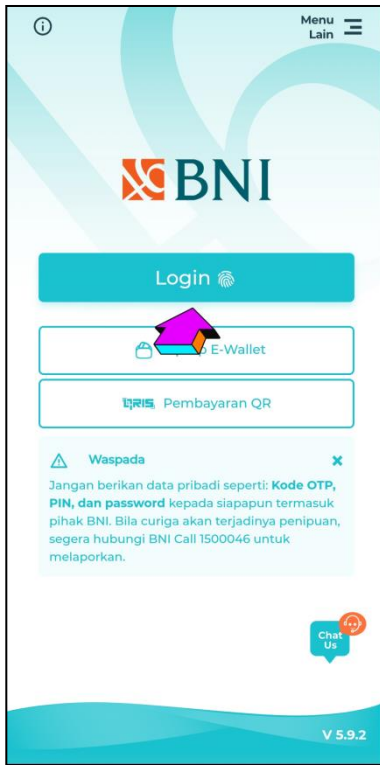 Menu
Lain
BNI
Login
E-Wallet
QRIS Pembayaran QR
Waspada
Jangan berikan data pribadi seperti: Kode OTP,
PIN, dan password kepada siapapun termasuk
pihak BNI. Bila curiga akan terjadinya penipuan,
segera hubungi BNI Call 1500046 untuk
melaporkan.
Chat
Us
V 5.9.2